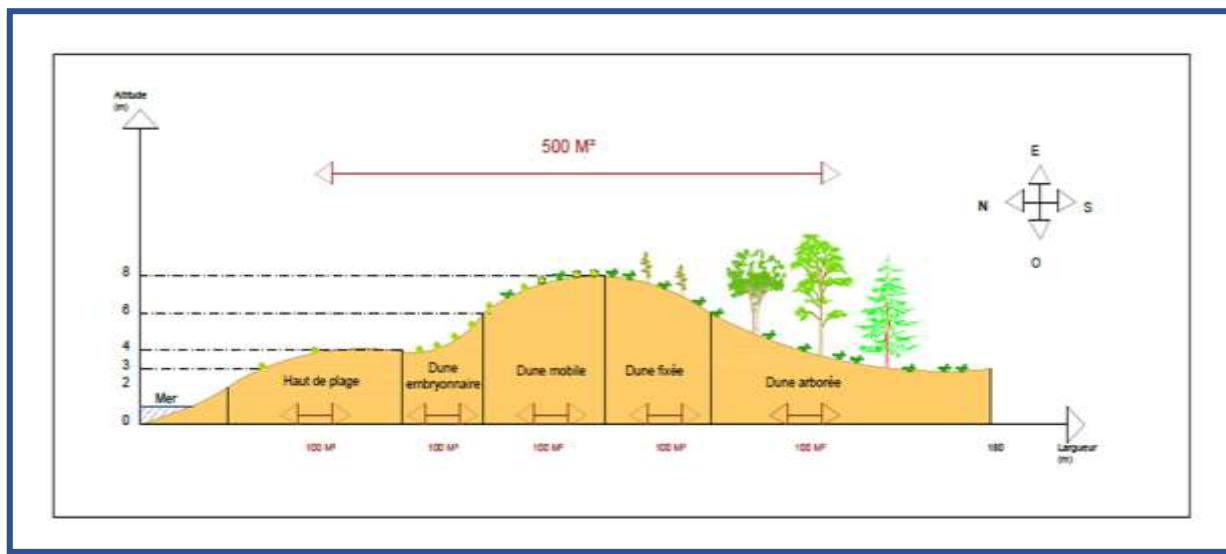 Altitude
(m)
500 M²
E
N
S
O
8
6
4
3
2
0
Mer
Haut de plage
Dune
embryonnaire
Dune mobile
Dune fixée
Dune arborée
100 M²
100 M²
100 M²
100 M²
100 M²
180
Largueur
(m)